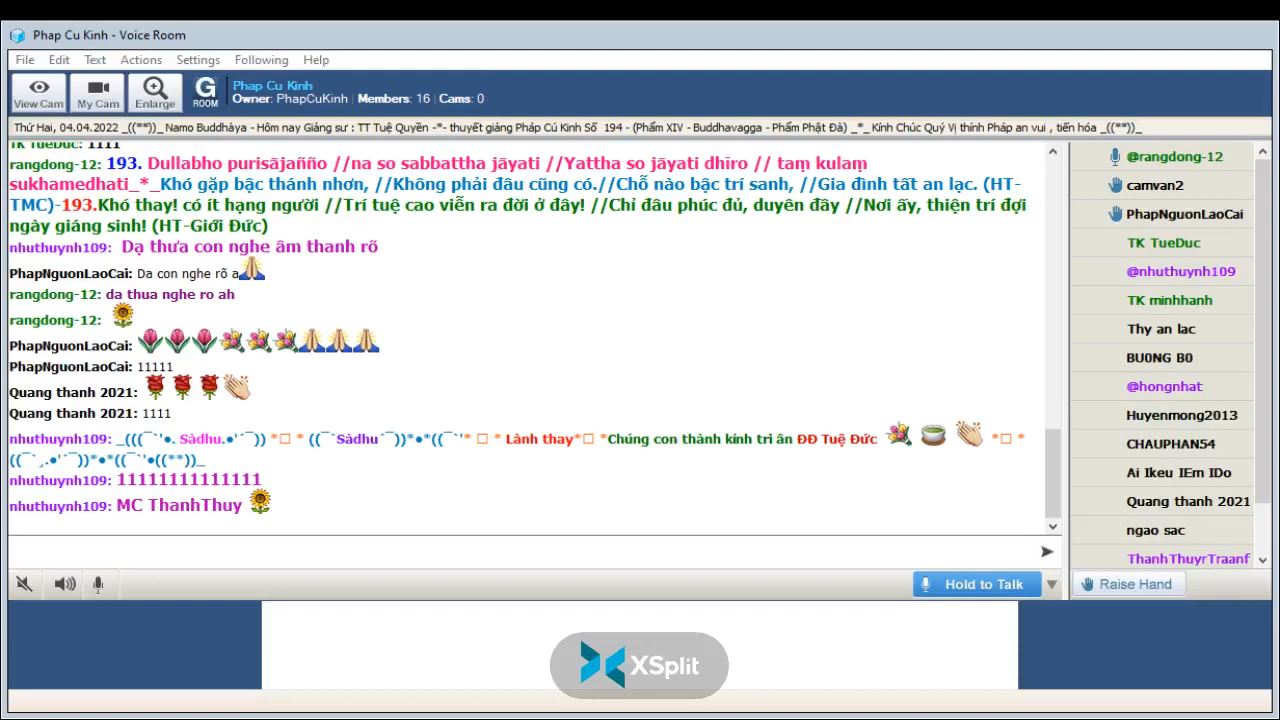 Phap Cu Kinh - Voice Room
File Edit Text Actions Settings Following Help
View Cam My Cam Enlarge G ROOM
Phap Cu Kinh
Owner: PhapCuKinh Members: 16 Cams: 0
Thứ Hai, 04.04.2022 _((**))_ Namo Buddhàya - Hôm nay Giảng sư : TT Tuệ Quyền -*- thuyết giảng Pháp Cú Kinh Số 194 - (Phẩm XIV - Buddhavagga - Phẩm Phật Đà) _*_ Kính Chúc Quý Vị thính Pháp an vui , tiến hóa _((**))_
TK TueDuc: 1111
rangdong-12: 193. Dullabho purisājañño //na so sabbattha jāyati //Yattha so jāyati dhīro // taṃ kulaṃ
sukhamedhati_*_Khó gặp bậc thánh nhơn, //Không phải đâu cũng có.//Chỗ nào bậc trí sanh, //Gia đình tất an lạc. (HT-
TMC)-193.Khó thay! có ít hạng người //Trí tuệ cao viễn ra đời ở đây! //Chỉ đâu phúc đủ, duyên đầy //Nơi ấy, thiện trí đợi
ngày giáng sinh! (HT-Giới Đức)
nhuthuynh109: Dạ thưa con nghe âm thanh rõ
PhapNguonLaoCai: Da con nghe rõ a
rangdong-12: da thua nghe ro ah
rangdong-12:
PhapNguonLaoCai:
PhapNguonLaoCai: 11111
Quang thanh 2021:
Quang thanh 2021: 1111
nhuthuynh109: _(((¯`'•. Sàdhu.•'´¯)) *□ * ((¯`Sàdhu´¯))*•*((¯`'* □ * Lành thay*□ *Chúng con thành kính tri ân ĐĐ Tuệ Đức *□ *
((¯`¸.•'´¯))*•*((¯`'•((**))_
nhuthuynh109: 11111111111111
nhuthuynh109: MC ThanhThuy
Hold to Talk
@rangdong-12
camvan2
PhapNguonLaoCai
TK TueDuc
@nhuthuynh109
TK minhhanh
Thy an lac
BU0NG B0
@hongnhat
Huyenmong2013
CHAUPHAN54
Ai Ikeu IEm IDo
Quang thanh 2021
ngao sac
ThanhThuyrTraanf
Raise Hand
XSplit